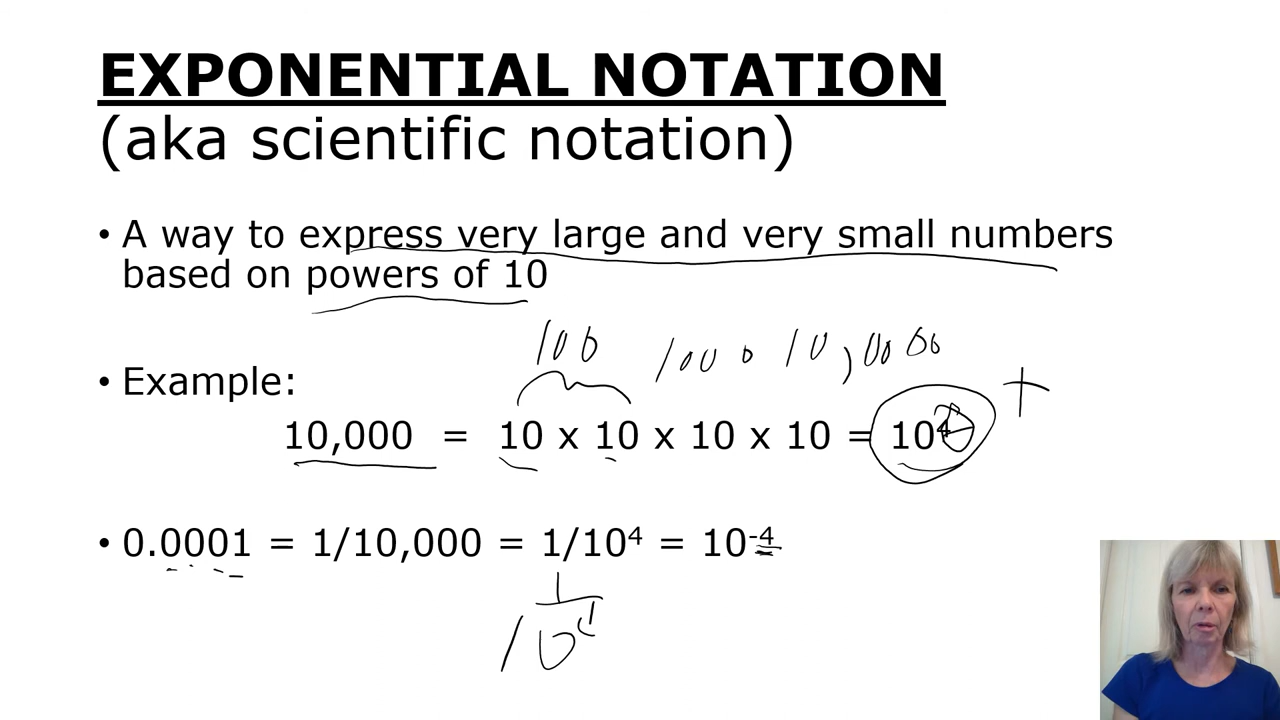 EXPONENTIAL NOTATION
(aka scientific notation)
• A way to express very large and very small numbers
based on powers of 10
100 1000 10,0000
• Example:
+
10,000 = 10 x 10 x 10 x 10 = 10⁴
• 0.0001 = 1/10,000 = 1/10⁴ = 10⁻⁴
1
10⁴